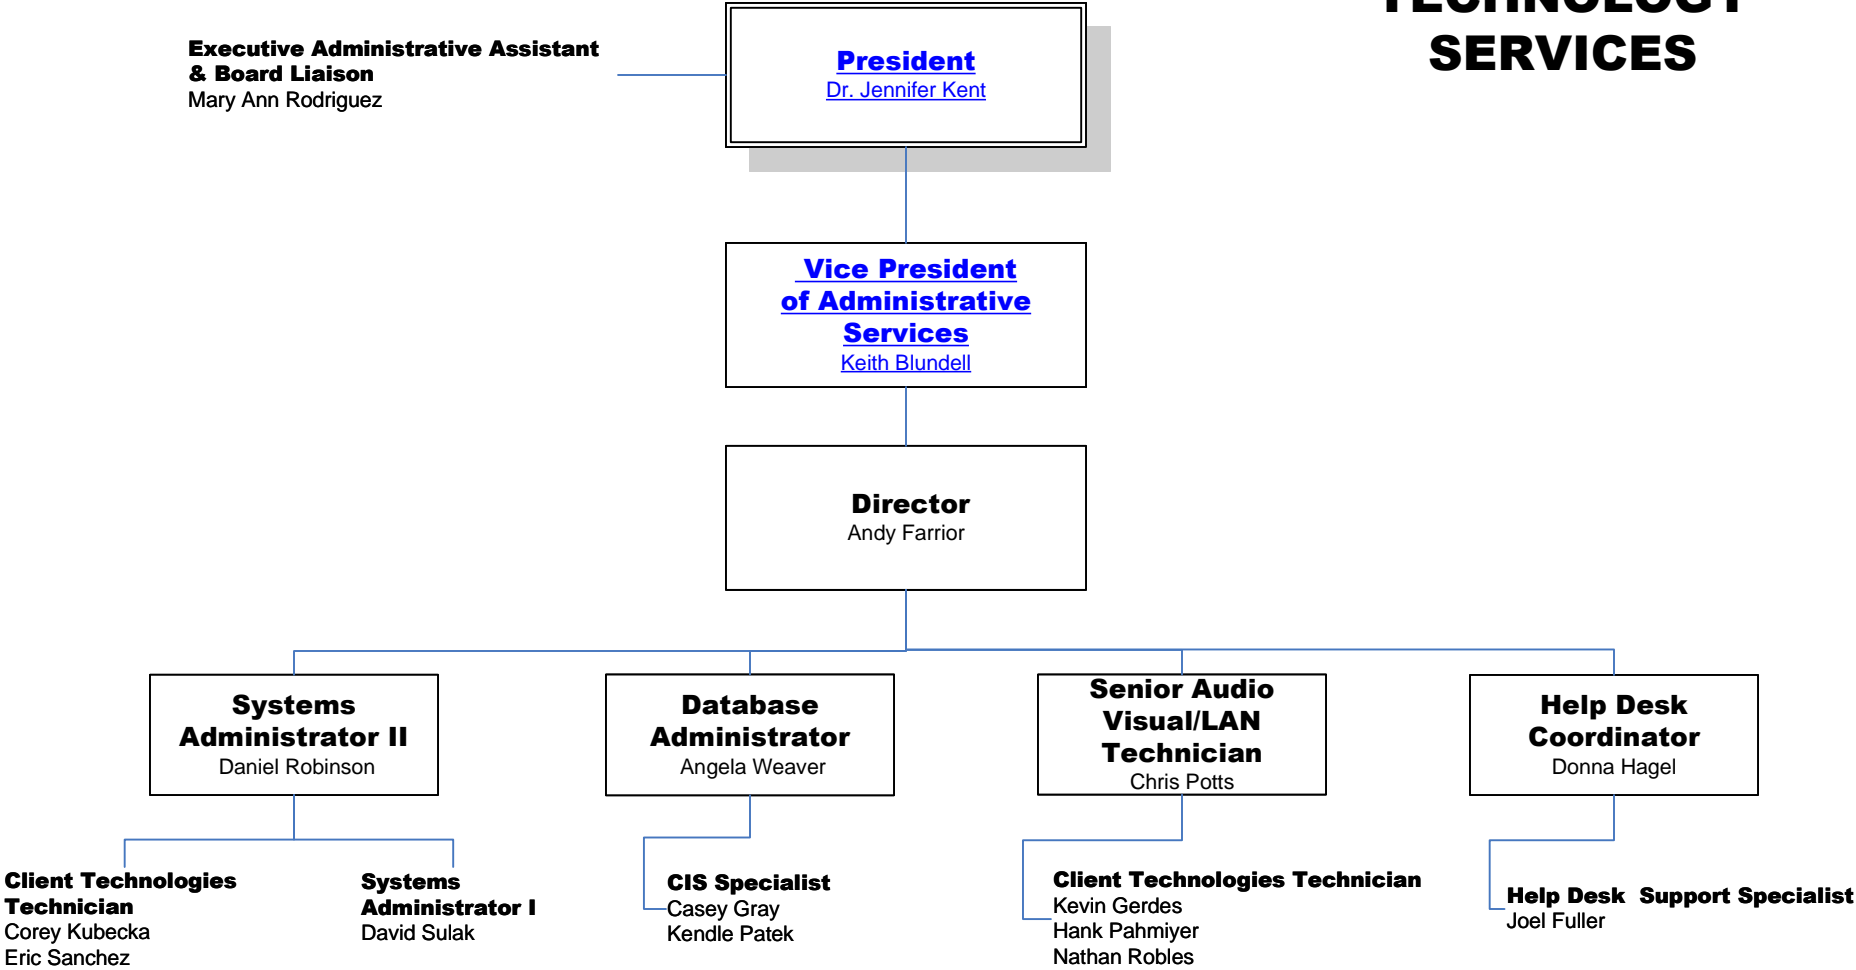 TECHNOLOGY
SERVICES
Executive Administrative Assistant
& Board Liaison
Mary Ann Rodriguez
President
Dr. Jennifer Kent
Vice President
of Administrative
Services
Keith Blundell
Director
Andy Farrior
Systems
Administrator II
Daniel Robinson
Database
Administrator
Angela Weaver
Senior Audio
Visual/LAN
Technician
Chris Potts
Help Desk
Coordinator
Donna Hagel
Client Technologies
Technician
Corey Kubecka
Eric Sanchez
Systems
Administrator I
David Sulak
CIS Specialist
Casey Gray
Kendle Patek
Client Technologies Technician
Kevin Gerdes
Hank Pahmiyer
Nathan Robles
Help Desk  Support Specialist
Joel Fuller